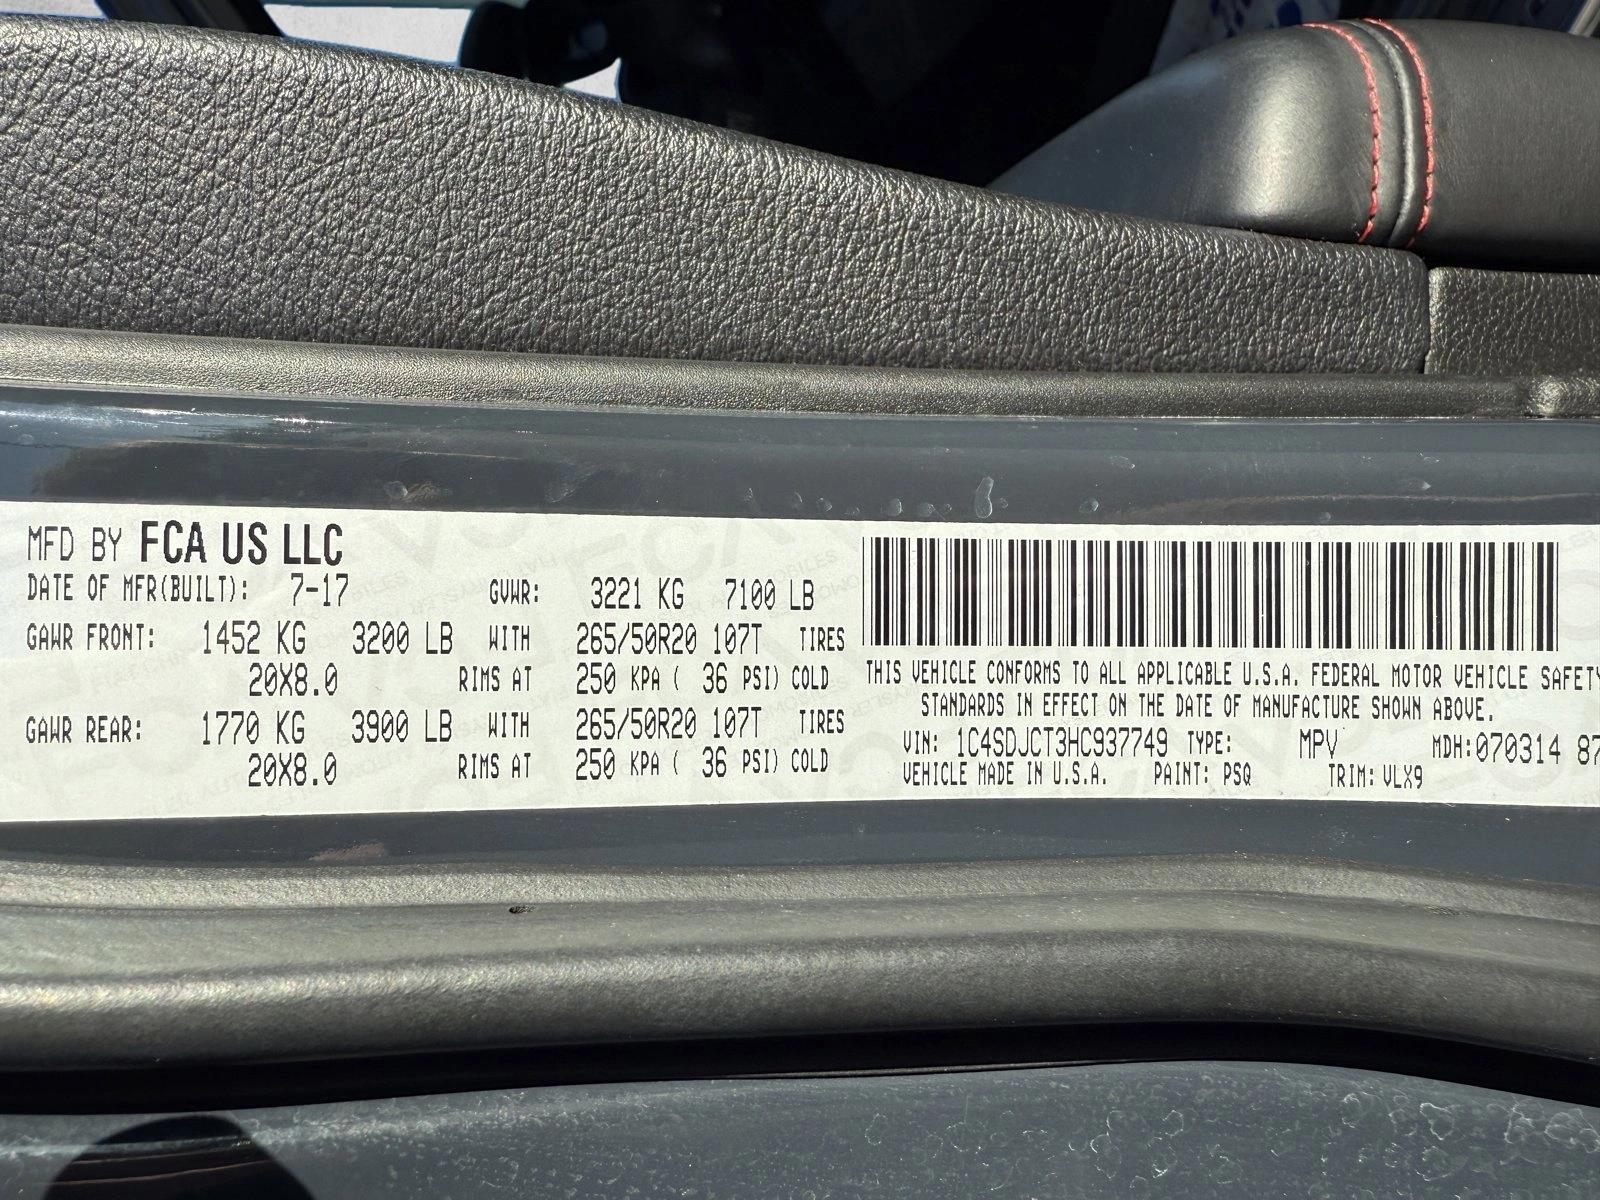 MFD BY FCA US LLC
DATE OF MFR(BUILT): 7-17 GVWR: 3221 KG 7100 LB
GAWR FRONT: 1452 KG 3200 LB WITH 265/50R20 107T TIRES
20X8.0 RIMS AT 250 KPA ( 36 PSI) COLD
GAWR REAR: 1770 KG 3900 LB WITH 265/50R20 107T TIRES
20X8.0 RIMS AT 250 KPA ( 36 PSI) COLD
THIS VEHICLE CONFORMS TO ALL APPLICABLE U.S.A. FEDERAL MOTOR VEHICLE SAFETY
STANDARDS IN EFFECT ON THE DATE OF MANUFACTURE SHOWN ABOVE.
VIN: 1C4SDJCT3HC937749 TYPE: MPV MDH:070314 87
VEHICLE MADE IN U.S.A. PAINT: PSQ TRIM: VLX9